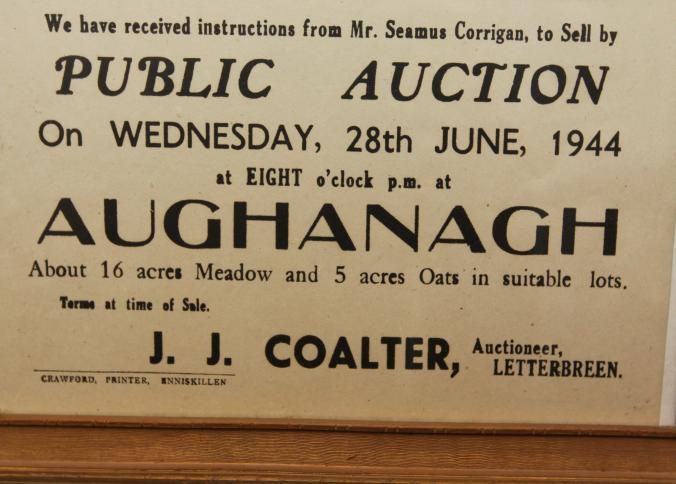 We have received instructions from Mr. Seamus Corrigan, to Sell by
PUBLIC AUCTION
On WEDNESDAY, 28th JUNE, 1944
at EIGHT o'clock p.m. at
AUGHANAGH
About 16 acres Meadow and 5 acres Oats in suitable lots.
Terms at time of Sale.
J. J. COALTER, Auctioneer,
LETTERBREEN.
CRAWFORD, PRINTER, ENNISKILLEN